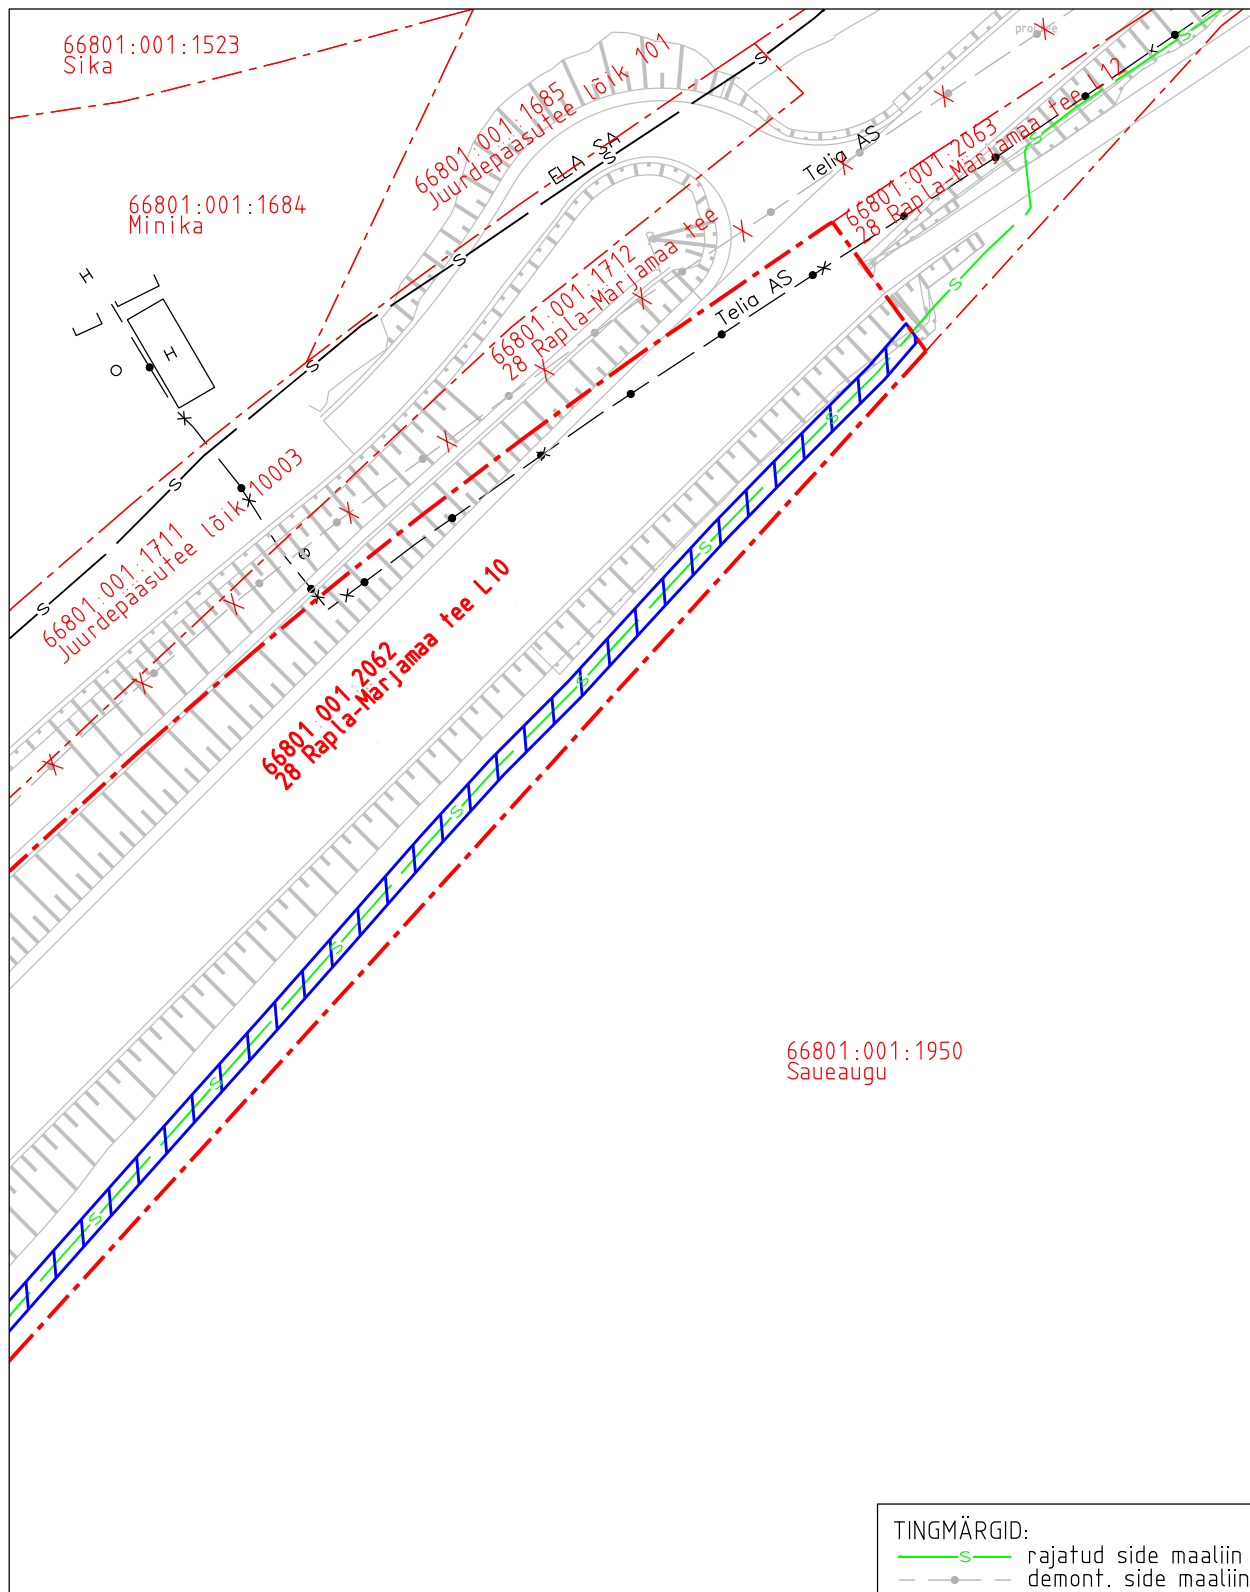 66801:001:1523
Sika
66801:001:1684
Minika
66801:001:1685
Juurdepääsutee lõik 101
ELA SA
Telia AS
66801:001:2063
28 Rapla-Märjamaa tee L12
66801:001:1712
28 Rapla-Märjamaa tee
Telia AS
H
H
66801:001:1711
Juurdepääsutee lõik 10003
66801:001:2062
28 Rapla-Märjamaa tee L10
66801:001:1950
Saueaugu
TINGMÄRGID:
S rajatud side maaliin
demont. side maaliin